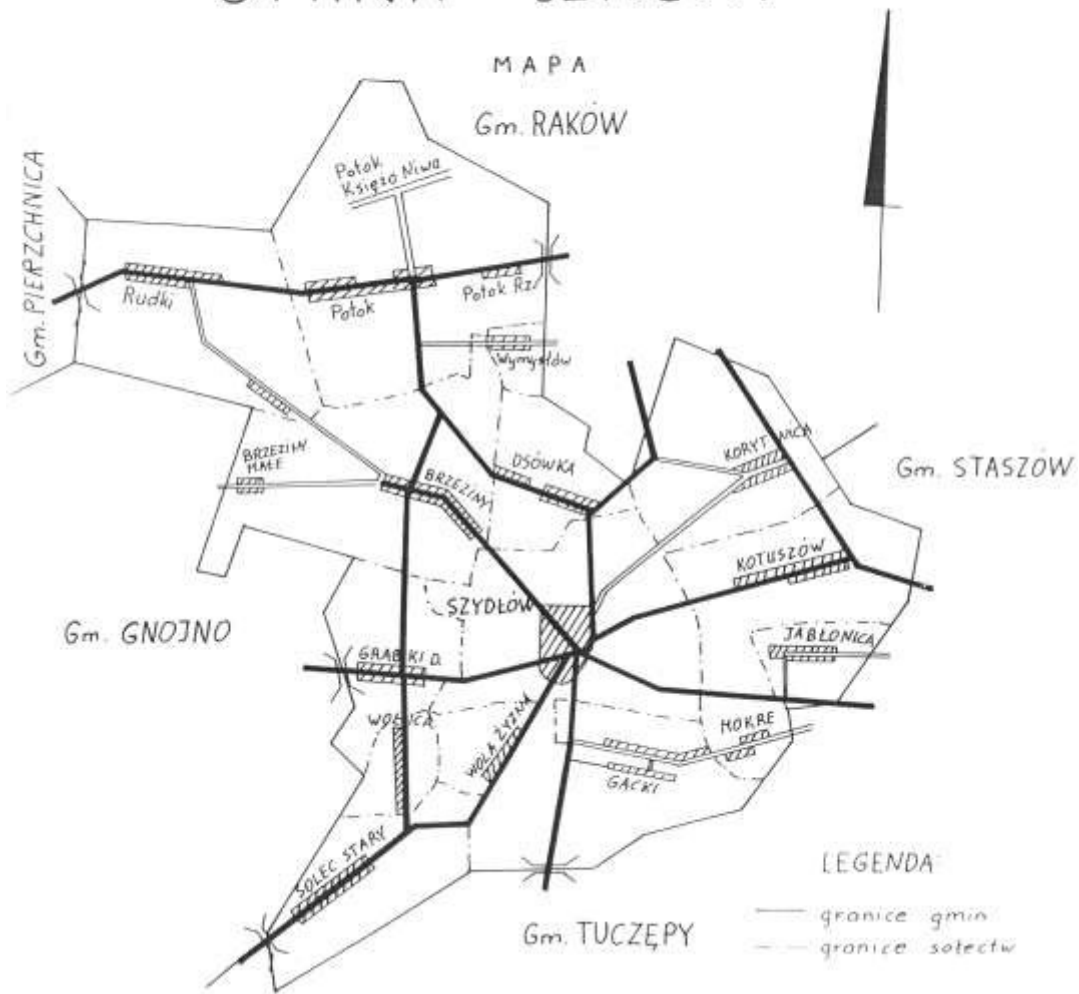 MAPA
Gm. RAKÓW
Gm. PIERZCHNICA
Potok
Księżo Niwa
Rudki
Potok
Potok Rz.
Wymysłów
KORYTNICA
Gm. STASZÓW
BRZEZINY
MAŁE
BRZEZINY
OSÓWKA
KOTUSZÓW
SZYDŁÓW
Gm. GNOJNO
JABŁONICA
GRABKI D.
WOLICA
WOLA ŻYZNA
MOKRE
GACKI
SOLEC STARY
Gm. TUCZĘPY
LEGENDA
granice gmin
granice sołectw